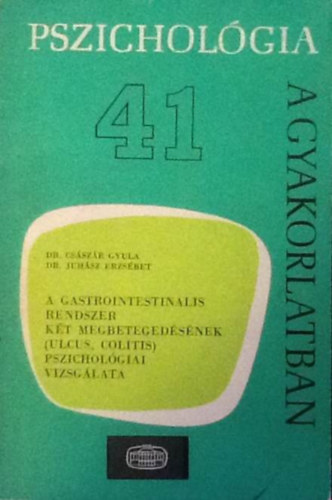 PSZICHOLÓGIA
A GYAKORLATBAN
41
DR. CSÁSZÁR GYULA
DR. JUHÁSZ ERZSÉBET
A GASTROINTESTINALIS
RENDSZER
KÉT MEGBETEGEDÉSÉNEK
(ULCUS, COLITIS)
PSZICHOLÓGIAI
VIZSGÁLATA